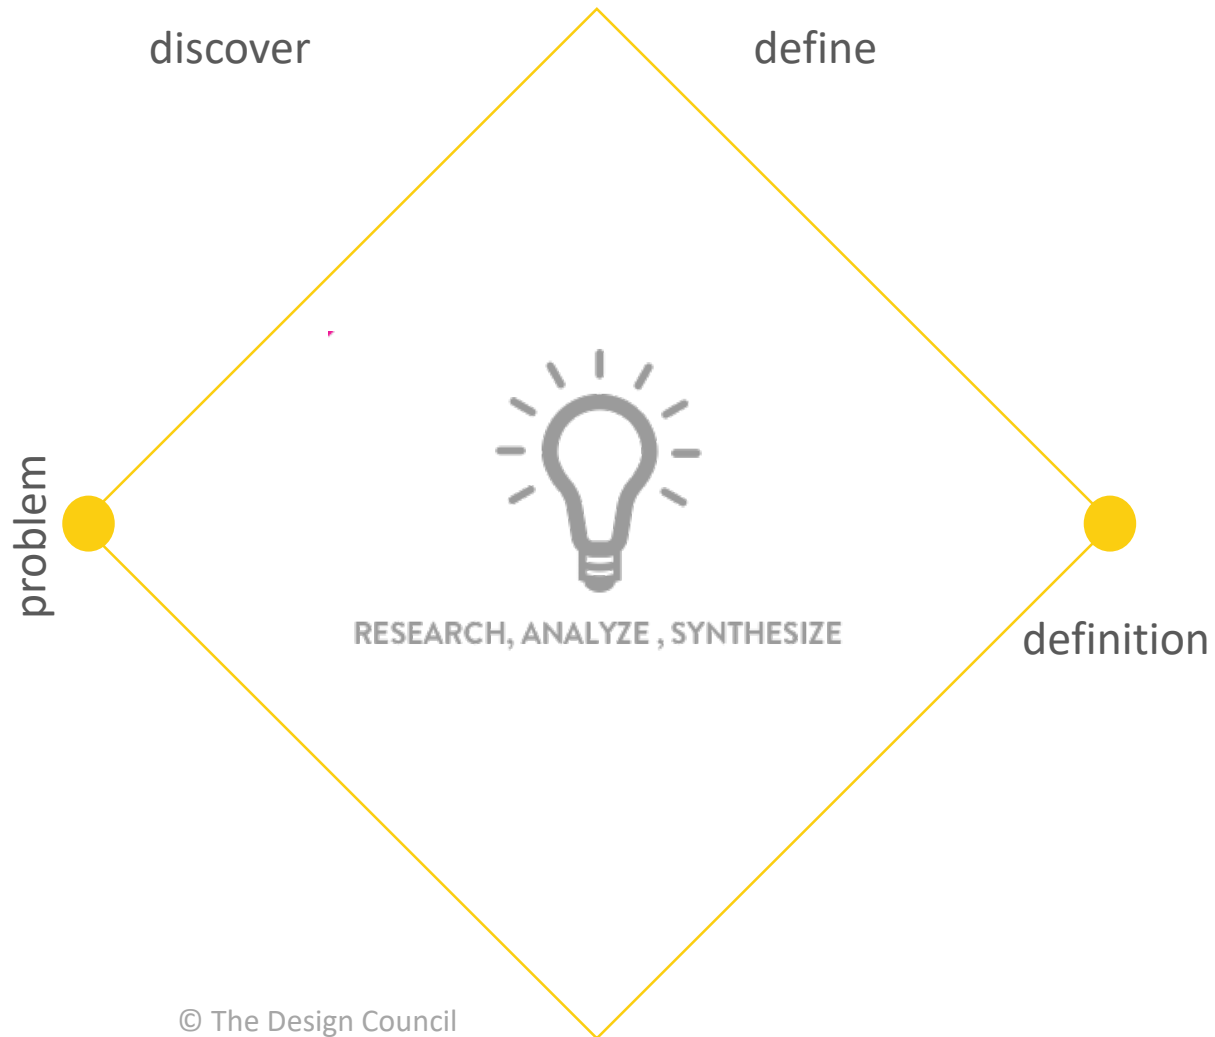 discover
define
problem
RESEARCH, ANALYZE , SYNTHESIZE
definition
© The Design Council